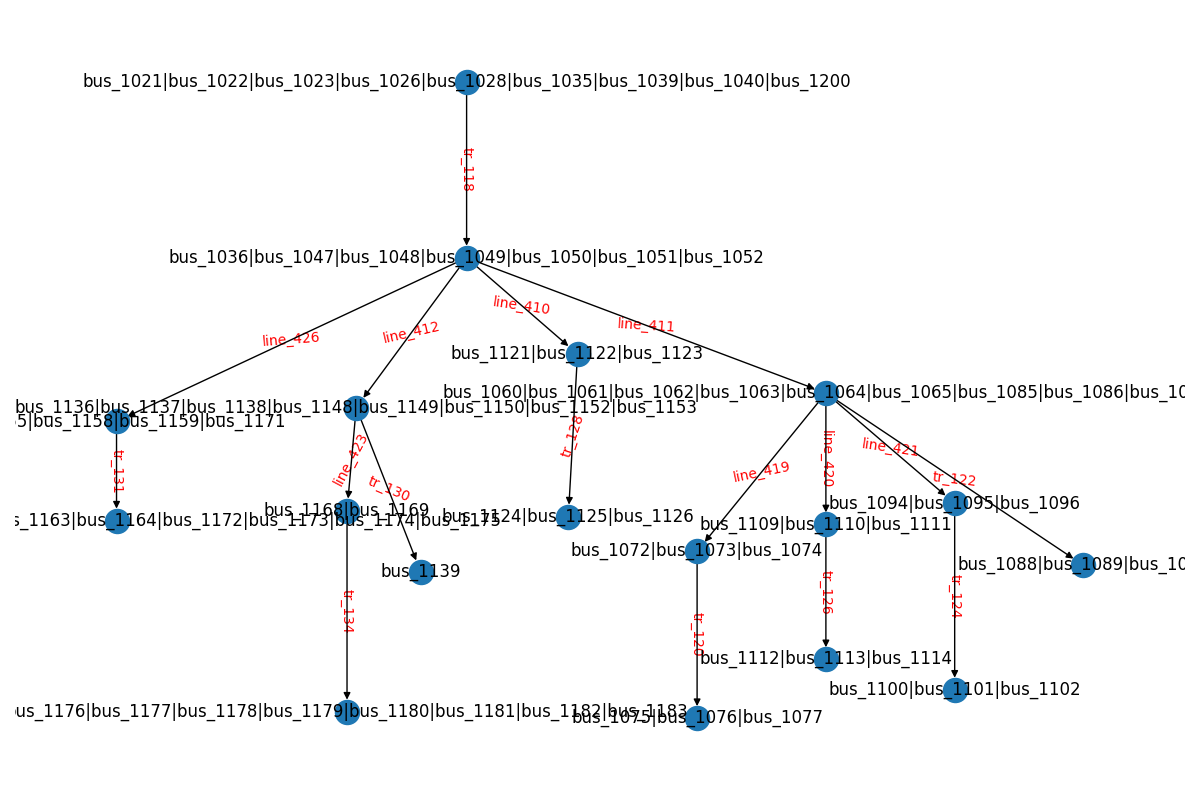 bus_1021|bus_1022|bus_1023|bus_1026|bus_1028|bus_1035|bus_1039|bus_1040|bus_1200
tr_118
bus_1036|bus_1047|bus_1048|bus_1049|bus_1050|bus_1051|bus_1052
line_426
line_412
line_410
line_411
bus_1121|bus_1122|bus_1123
bus_1060|bus_1061|bus_1062|bus_1063|bus_1064|bus_1065|bus_1085|bus_1086|bus_10
bus_1136|bus_1137|bus_1138|bus_1148|bus_1149|bus_1150|bus_1152|bus_1153
5|bus_1158|bus_1159|bus_1171
tr_131
line_423
tr_130
tr_128
line_419
line_420
line_421
tr_122
bus_1168|bus_1169
s_1163|bus_1164|bus_1172|bus_1173|bus_1174|bus_1175
bus_1124|bus_1125|bus_1126
bus_1094|bus_1095|bus_1096
bus_1109|bus_1110|bus_1111
bus_1072|bus_1073|bus_1074
bus_1088|bus_1089|bus_10
bus_1139
tr_134
tr_120
tr_126
tr_124
bus_1112|bus_1113|bus_1114
bus_1100|bus_1101|bus_1102
us_1176|bus_1177|bus_1178|bus_1179|bus_1180|bus_1181|bus_1182|bus_1183
bus_1075|bus_1076|bus_1077